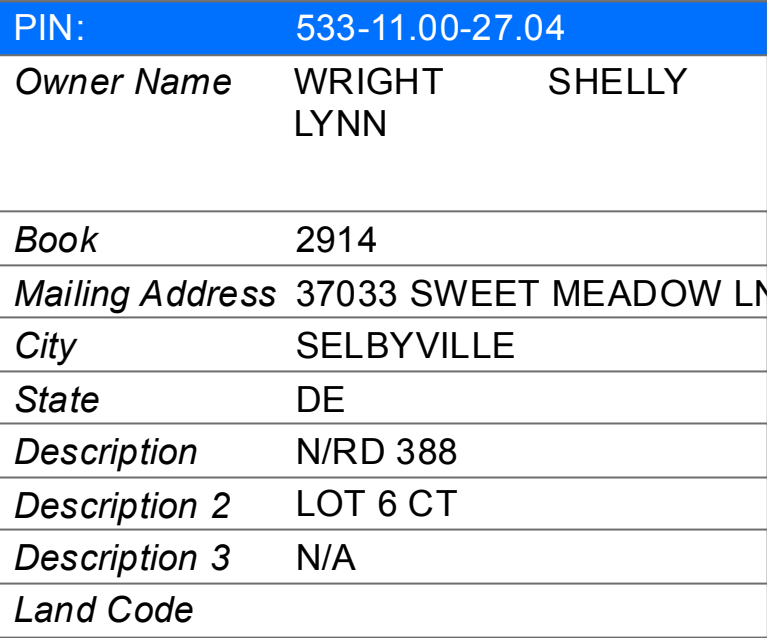 PIN: 533-11.00-27.04
Owner Name WRIGHT SHELLY
LYNN
Book 2914
Mailing Address 37033 SWEET MEADOW LN
City SELBYVILLE
State DE
Description N/RD 388
Description 2 LOT 6 CT
Description 3 N/A
Land Code